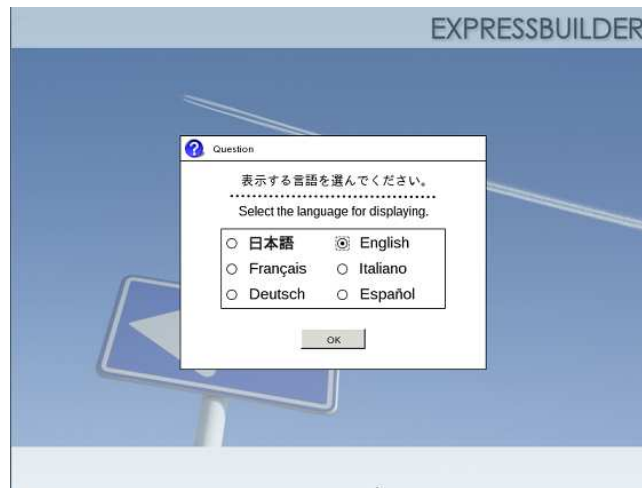 EXPRESSBUILDER
Question
表示する言語を選んでください。
Select the language for displaying.
日本語 English
Français Italiano
Deutsch Español
OK